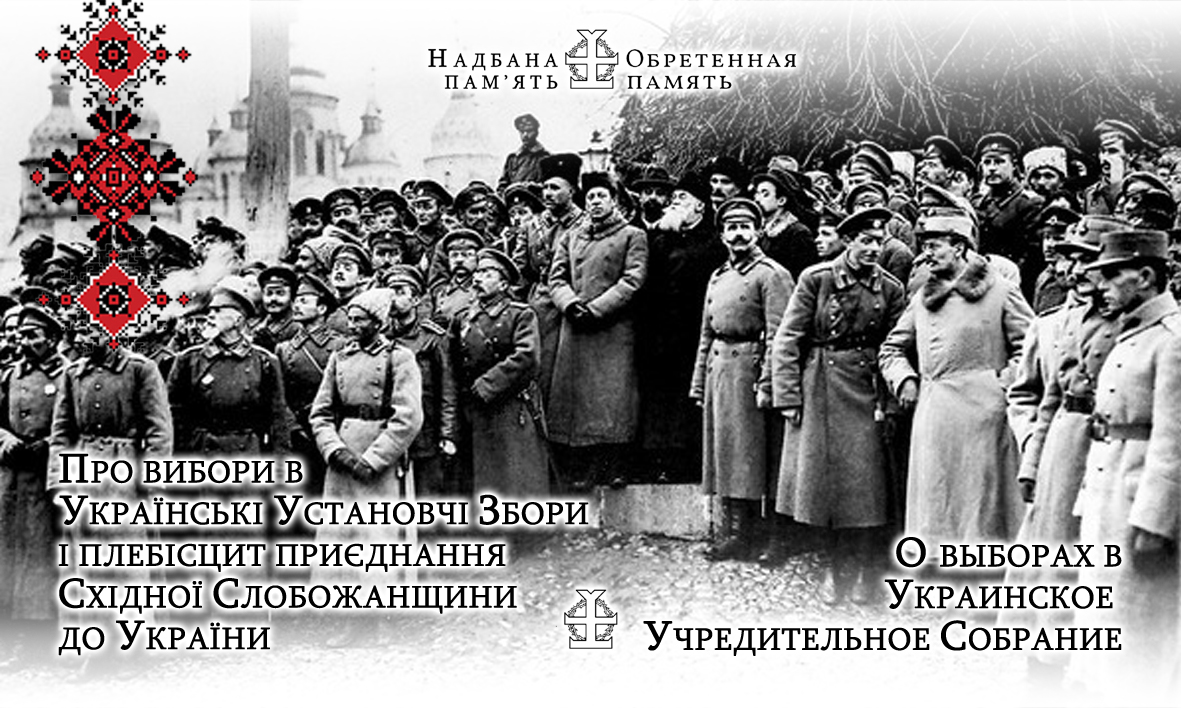 Надбана
пам’ять
Обретенная
память
Про вибори в
Українські Установчі Збори
і плебісцит приєднання
Східної Слобожанщини
до України
О выборах в
Украинское
Учредительное Собрание